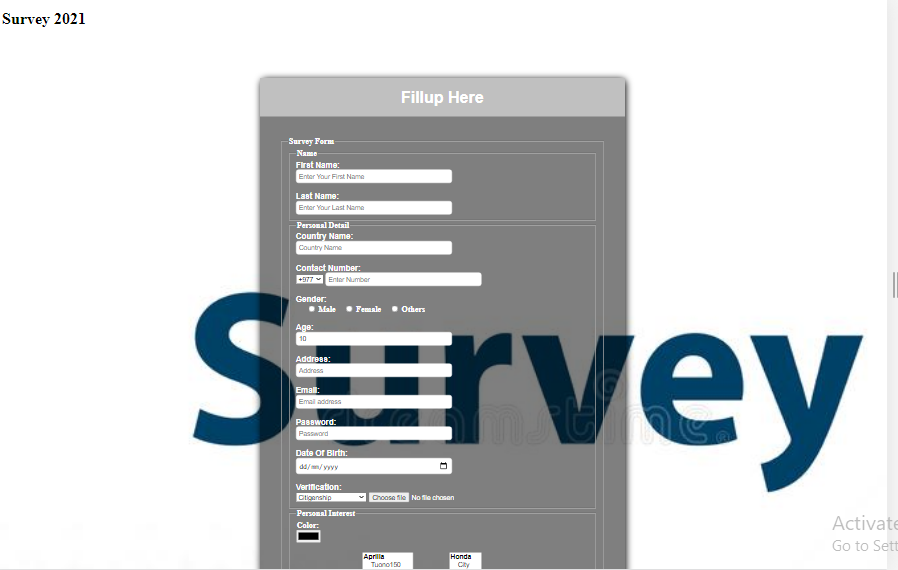 Survey 2021
Fillup Here
Survey Form
Name
First Name:
Enter Your First Name
Last Name:
Enter Your Last Name
Personal Detail
Country Name:
Country Name
Contact Number:
+977 Enter Number
Gender:
Male Female Others
Age:
10
Address:
Address
Email:
Email address
Password:
Password
Date Of Birth:
dd/mm/yyyy
Verification:
Citigenship Choose file No file chosen
Personal Interest
Color:
Aprilla Honda
Tuono150 City
Survey
dreamstime.
Activate
Go to Sett